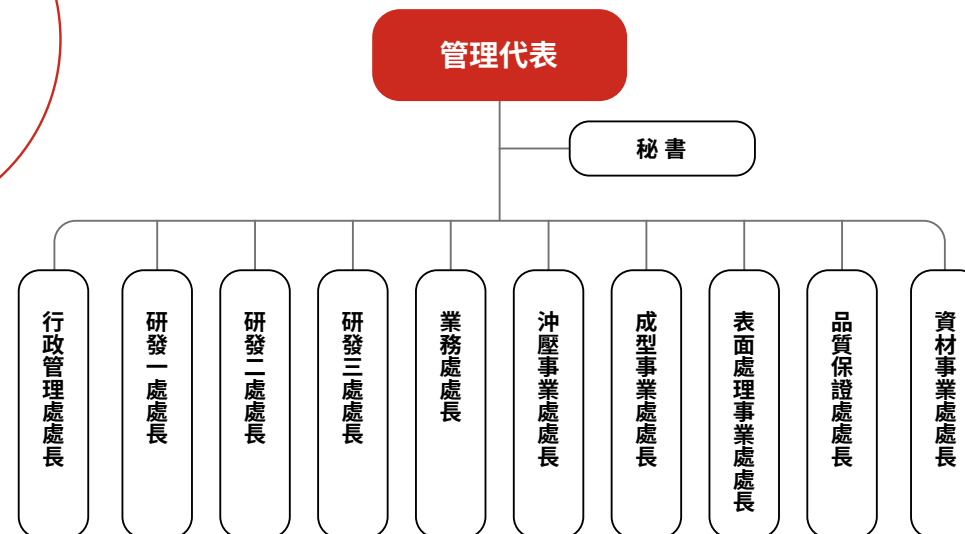 管理代表
秘書
行政管理處處長
研發一處處長
研發二處處長
研發三處處長
業務處處長
沖壓事業處處長
成型事業處處長
表面處理事業處處長
品質保證處處長
資材事業處處長